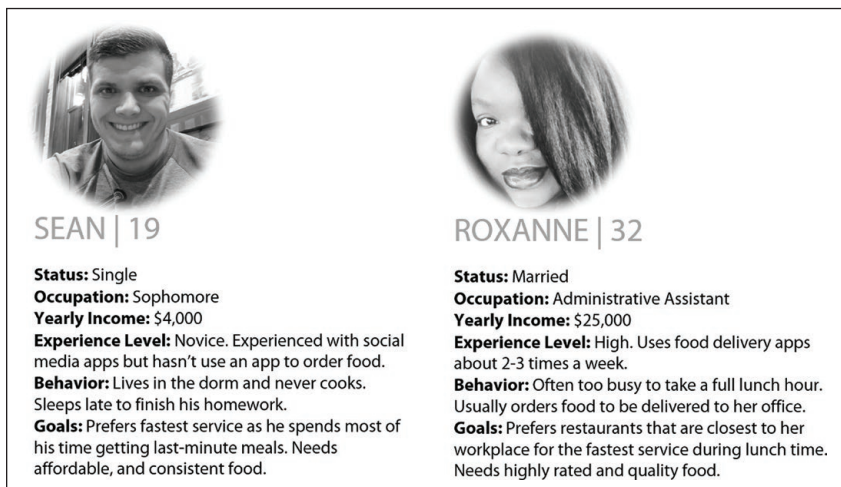 SEAN | 19
Status: Single
Occupation: Sophomore
Yearly Income: $4,000
Experience Level: Novice. Experienced with social
media apps but hasn't use an app to order food.
Behavior: Lives in the dorm and never cooks.
Sleeps late to finish his homework.
Goals: Prefers fastest service as he spends most of
his time getting last-minute meals. Needs
affordable, and consistent food.
ROXANNE | 32
Status: Married
Occupation: Administrative Assistant
Yearly Income: $25,000
Experience Level: High. Uses food delivery apps
about 2-3 times a week.
Behavior: Often too busy to take a full lunch hour.
Usually orders food to be delivered to her office.
Goals: Prefers restaurants that are closest to her
workplace for the fastest service during lunch time.
Needs highly rated and quality food.